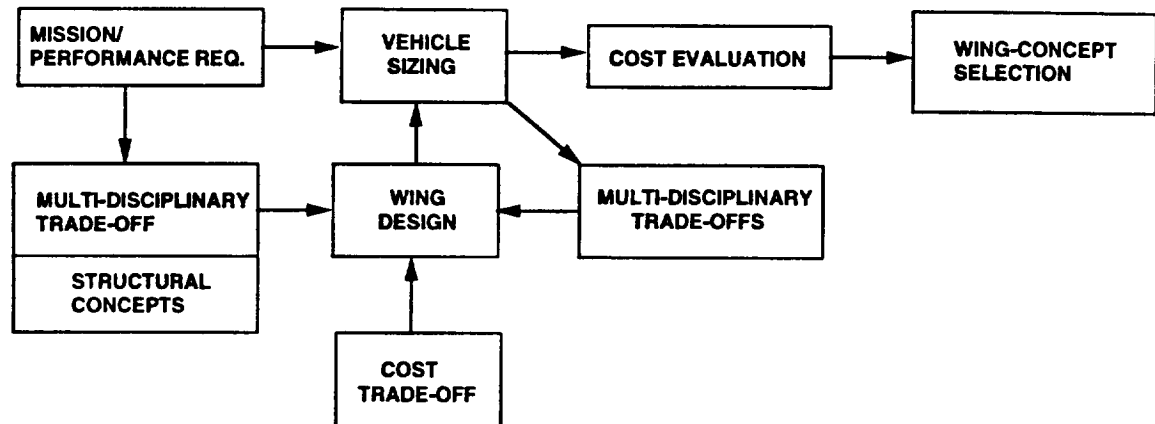 MISSION/
PERFORMANCE REQ.
VEHICLE
SIZING
COST EVALUATION
WING-CONCEPT
SELECTION
MULTI-DISCIPLINARY
TRADE-OFF
STRUCTURAL
CONCEPTS
WING
DESIGN
MULTI-DISCIPLINARY
TRADE-OFFS
COST
TRADE-OFF